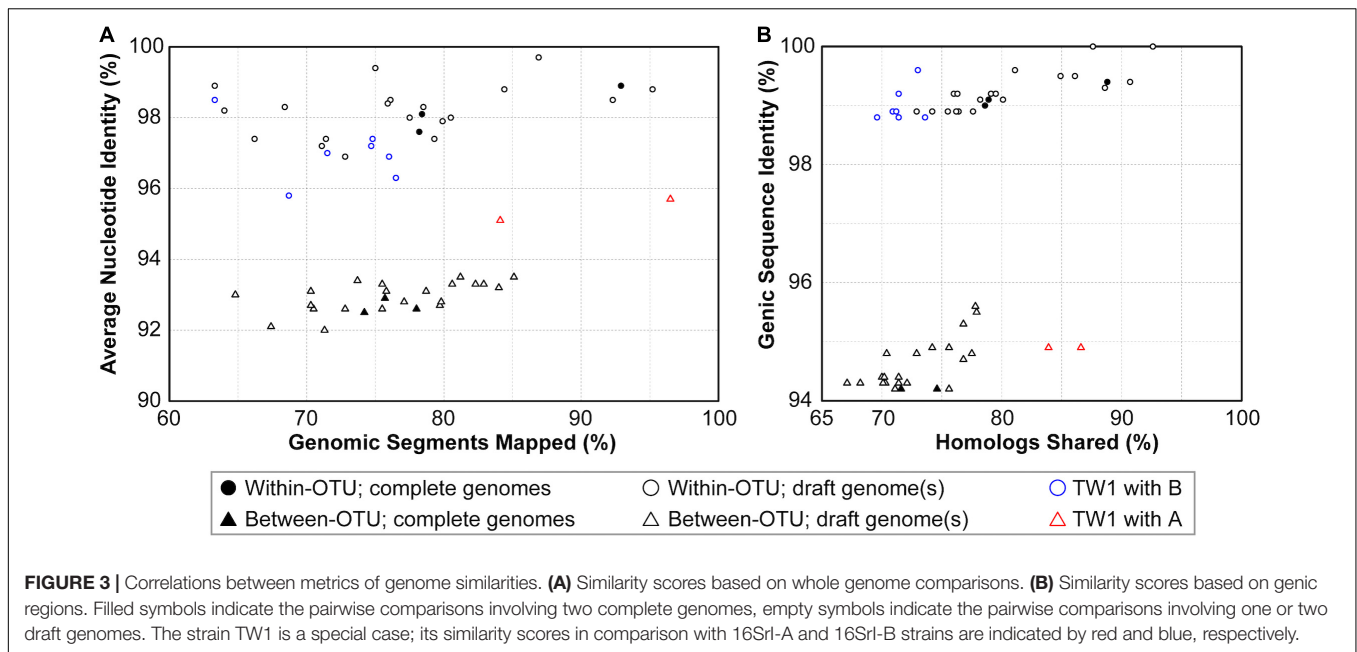 A
B
Average Nucleotide Identity (%)
100
98
96
94
92
90
60 70 80 90 100
Genomic Segments Mapped (%)
Genic Sequence Identity (%)
100
98
96
94
65 70 80 90 100
Homologs Shared (%)
Within-OTU; complete genomes
Within-OTU; draft genome(s)
TW1 with B
Between-OTU; complete genomes
Between-OTU; draft genome(s)
TW1 with A
FIGURE 3 | Correlations between metrics of genome similarities. (A) Similarity scores based on whole genome comparisons. (B) Similarity scores based on genic
regions. Filled symbols indicate the pairwise comparisons involving two complete genomes, empty symbols indicate the pairwise comparisons involving one or two
draft genomes. The strain TW1 is a special case; its similarity scores in comparison with 16SrI-A and 16SrI-B strains are indicated by red and blue, respectively.